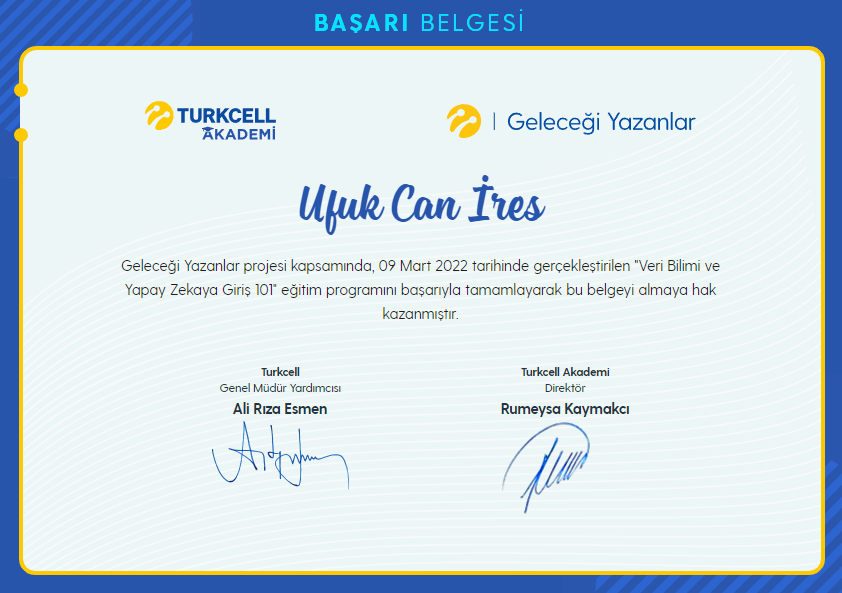 BAŞARI BELGESİ
TURKCELL
AKADEMİ
Geleceği Yazanlar
Ufuk Can İres
Geleceği Yazanlar projesi kapsamında, 09 Mart 2022 tarihinde gerçekleştirilen "Veri Bilimi ve
Yapay Zekaya Giriş 101" eğitim programını başarıyla tamamlayarak bu belgeyi almaya hak
kazanmıştır.
Turkcell
Genel Müdür Yardımcısı
Ali Rıza Esmen
Turkcell Akademi
Direktör
Rumeysa Kaymakcı